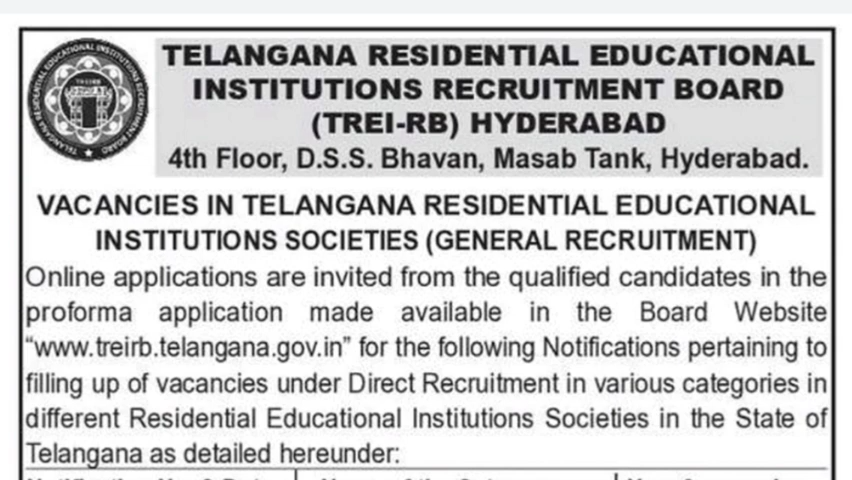 TELANGANA RESIDENTIAL EDUCATIONAL
INSTITUTIONS RECRUITMENT BOARD
(TREI-RB) HYDERABAD
4th Floor, D.S.S. Bhavan, Masab Tank, Hyderabad.
VACANCIES IN TELANGANA RESIDENTIAL EDUCATIONAL
INSTITUTIONS SOCIETIES (GENERAL RECRUITMENT)
Online applications are invited from the qualified candidates in the
proforma application made available in the Board Website
“www.treirb.telangana.gov.in” for the following Notifications pertaining to
filling up of vacancies under Direct Recruitment in various categories in
different Residential Educational Institutions Societies in the State of
Telangana as detailed hereunder: